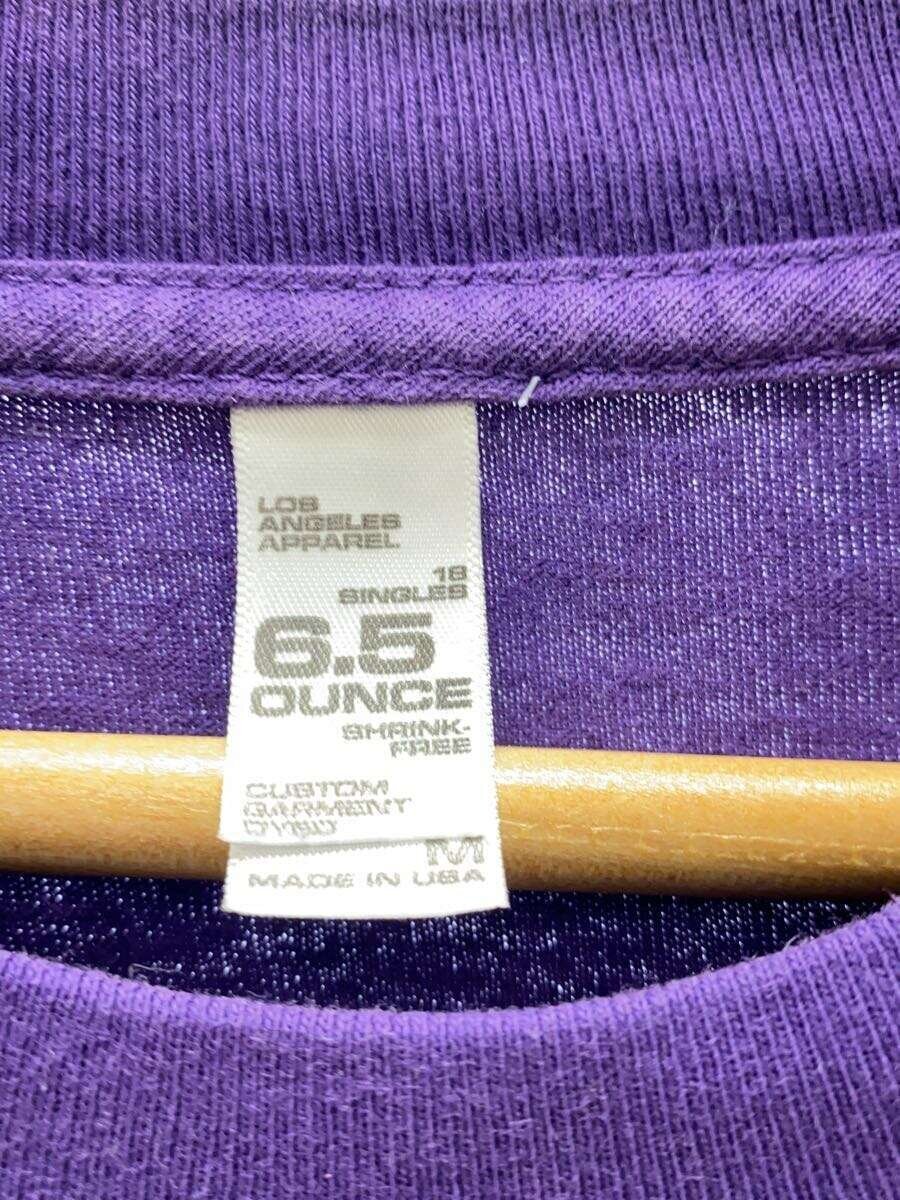 LOS
ANGELES
APPAREL
18
SINGLES
6.5
OUNCE
SHRINK-
FREE
CUSTOM
GARMENT
DYED
M
MADE IN USA